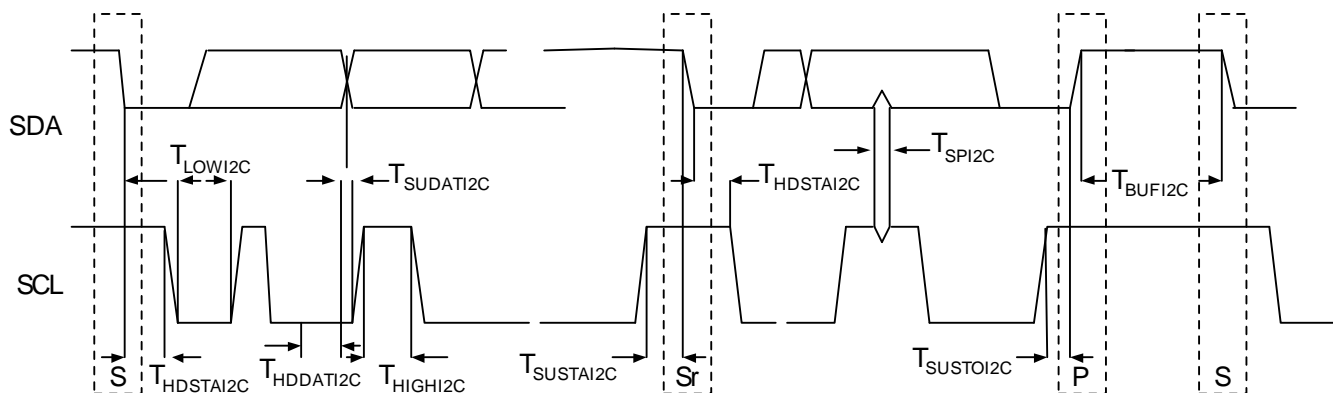 SDA
T_LOWI2C
T_SUDATI2C
T_SPI2C
T_HDSTAI2C
T_BUFI2C
SCL
S
T_HDSTAI2C
T_HDDATI2C
T_HIGHI2C
T_SUSTAI2C
Sr
T_SUSTOI2C
P
S